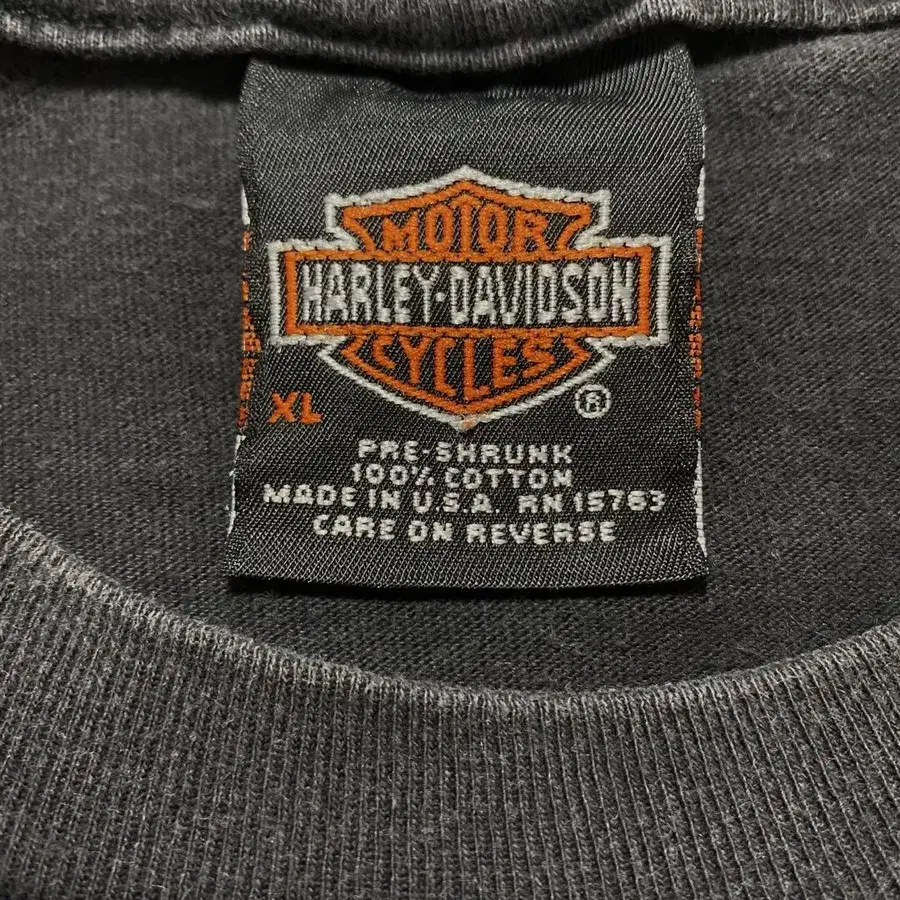 MOTOR
HARLEY-DAVIDSON
CYCLES
XL ®
PRE-SHRUNK
100% COTTON
MADE IN U.S.A. RN 15763
CARE ON REVERSE